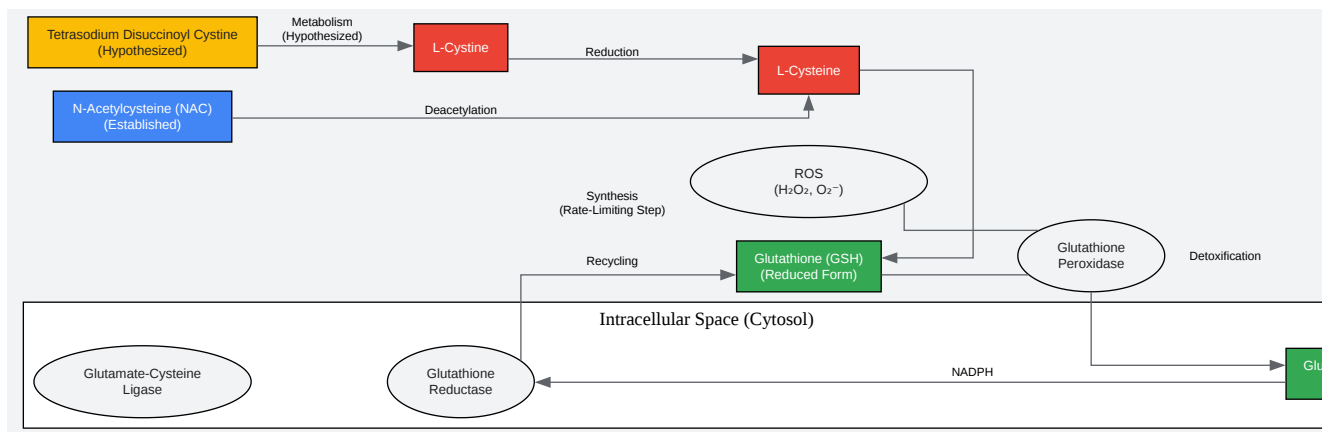 Tetrasodium Disuccinoyl Cystine
(Hypothesized)
Metabolism
(Hypothesized)
L-Cystine
Reduction
L-Cysteine
N-Acetylcysteine (NAC)
(Established)
Deacetylation
ROS
(H₂O₂, O₂⁻)
Synthesis
(Rate-Limiting Step)
Glutathione (GSH)
(Reduced Form)
Recycling
Glutathione
Peroxidase
Detoxification
Intracellular Space (Cytosol)
Glutamate-Cysteine
Ligase
Glutathione
Reductase
NADPH